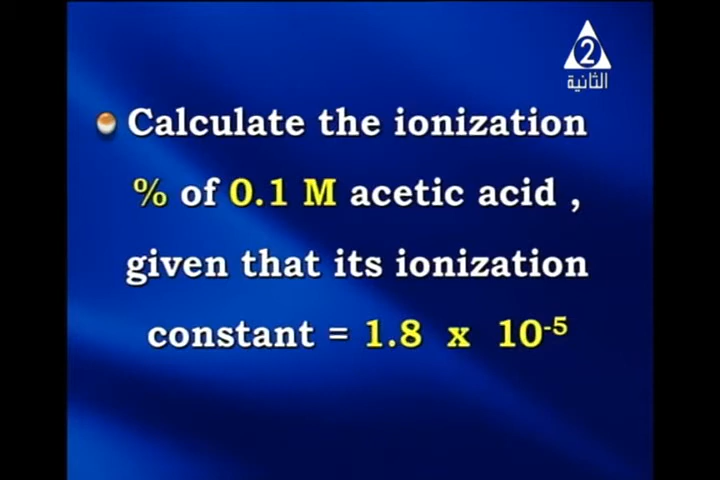 2
الثانية
Calculate the ionization
% of 0.1 M acetic acid ,
given that its ionization
constant = 1.8 x 10⁻⁵